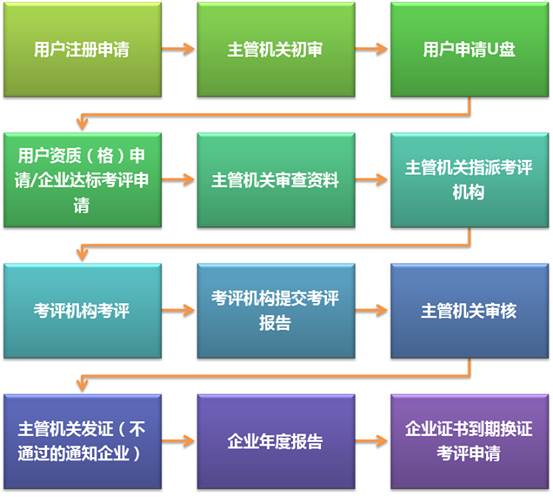 用户注册申请
主管机关初审
用户申请U盘
用户资质（格）申
请/企业达标考评申
请
主管机关审查资料
主管机关指派考评
机构
考评机构考评
考评机构提交考评
报告
主管机关审核
主管机关发证（不
通过的通知企业）
企业年度报告
企业证书到期换证
考评申请